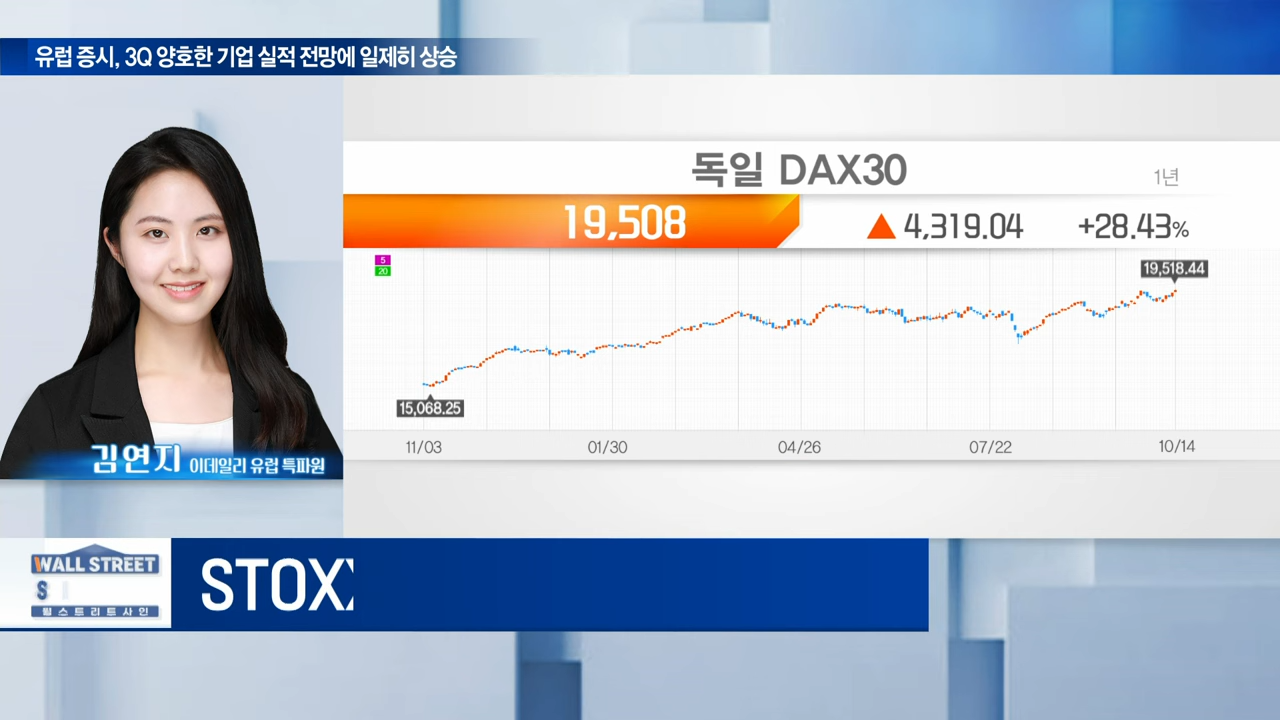 유럽 증시, 3Q 양호한 기업 실적 전망에 일제히 상승
독일 DAX30
1년
19,508
▲ 4,319.04 +28.43%
5
20
19,518.44
15,068.25
11/03 01/30 04/26 07/22 10/14
김연지 이데일리 유럽 특파원
WALL STREET
S
월스트리트사인
STOX